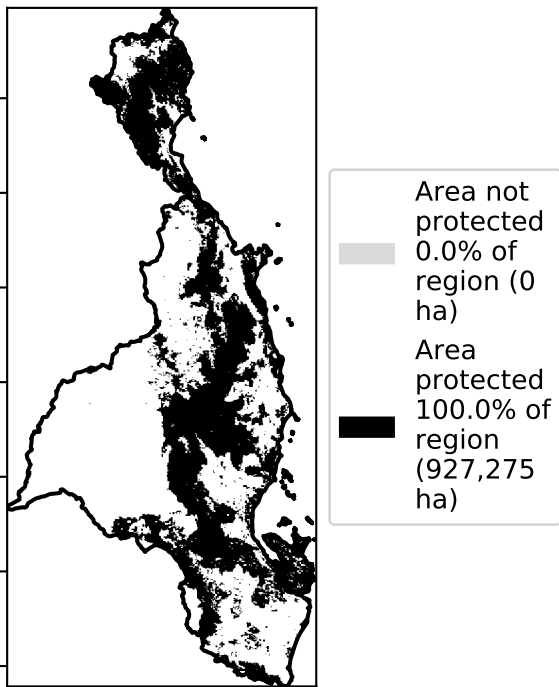 Area not
protected
0.0% of
region (0
ha)
Area
protected
100.0% of
region
(927,275
ha)